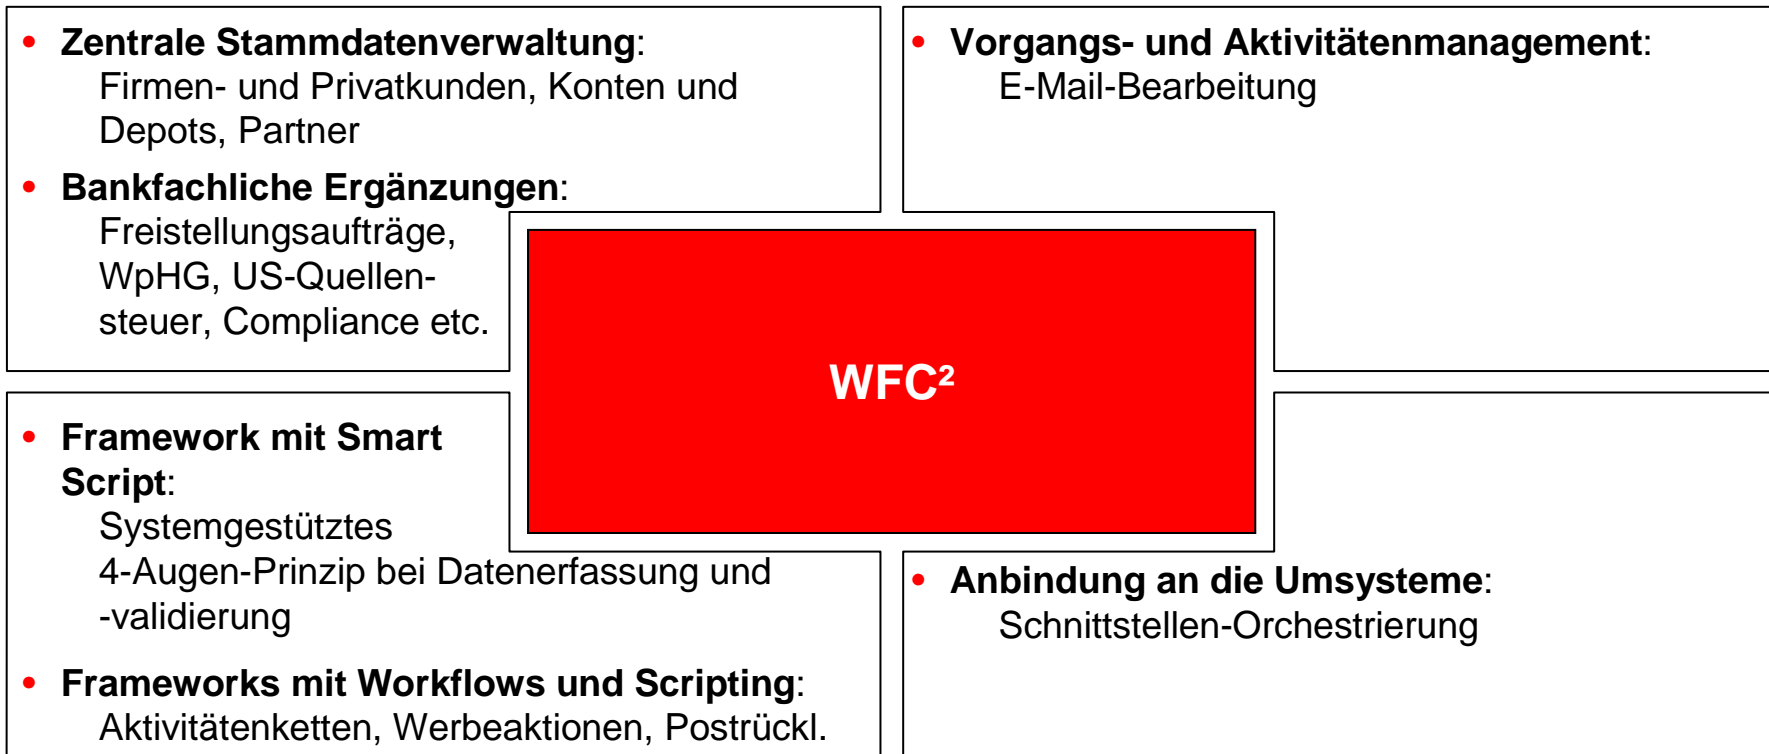 • Zentrale Stammdatenverwaltung:
Firmen- und Privatkunden, Konten und
Depots, Partner
• Bankfachliche Ergänzungen:
Freistellungsaufträge,
WpHG, US-Quellen-
steuer, Compliance etc.
• Vorgangs- und Aktivitätenmanagement:
E-Mail-Bearbeitung
WFC²
• Framework mit Smart
Script:
Systemgestütztes
4-Augen-Prinzip bei Datenerfassung und
-validierung
• Frameworks mit Workflows und Scripting:
Aktivitätenketten, Werbeaktionen, Postrückl.
• Anbindung an die Umsysteme:
Schnittstellen-Orchestrierung